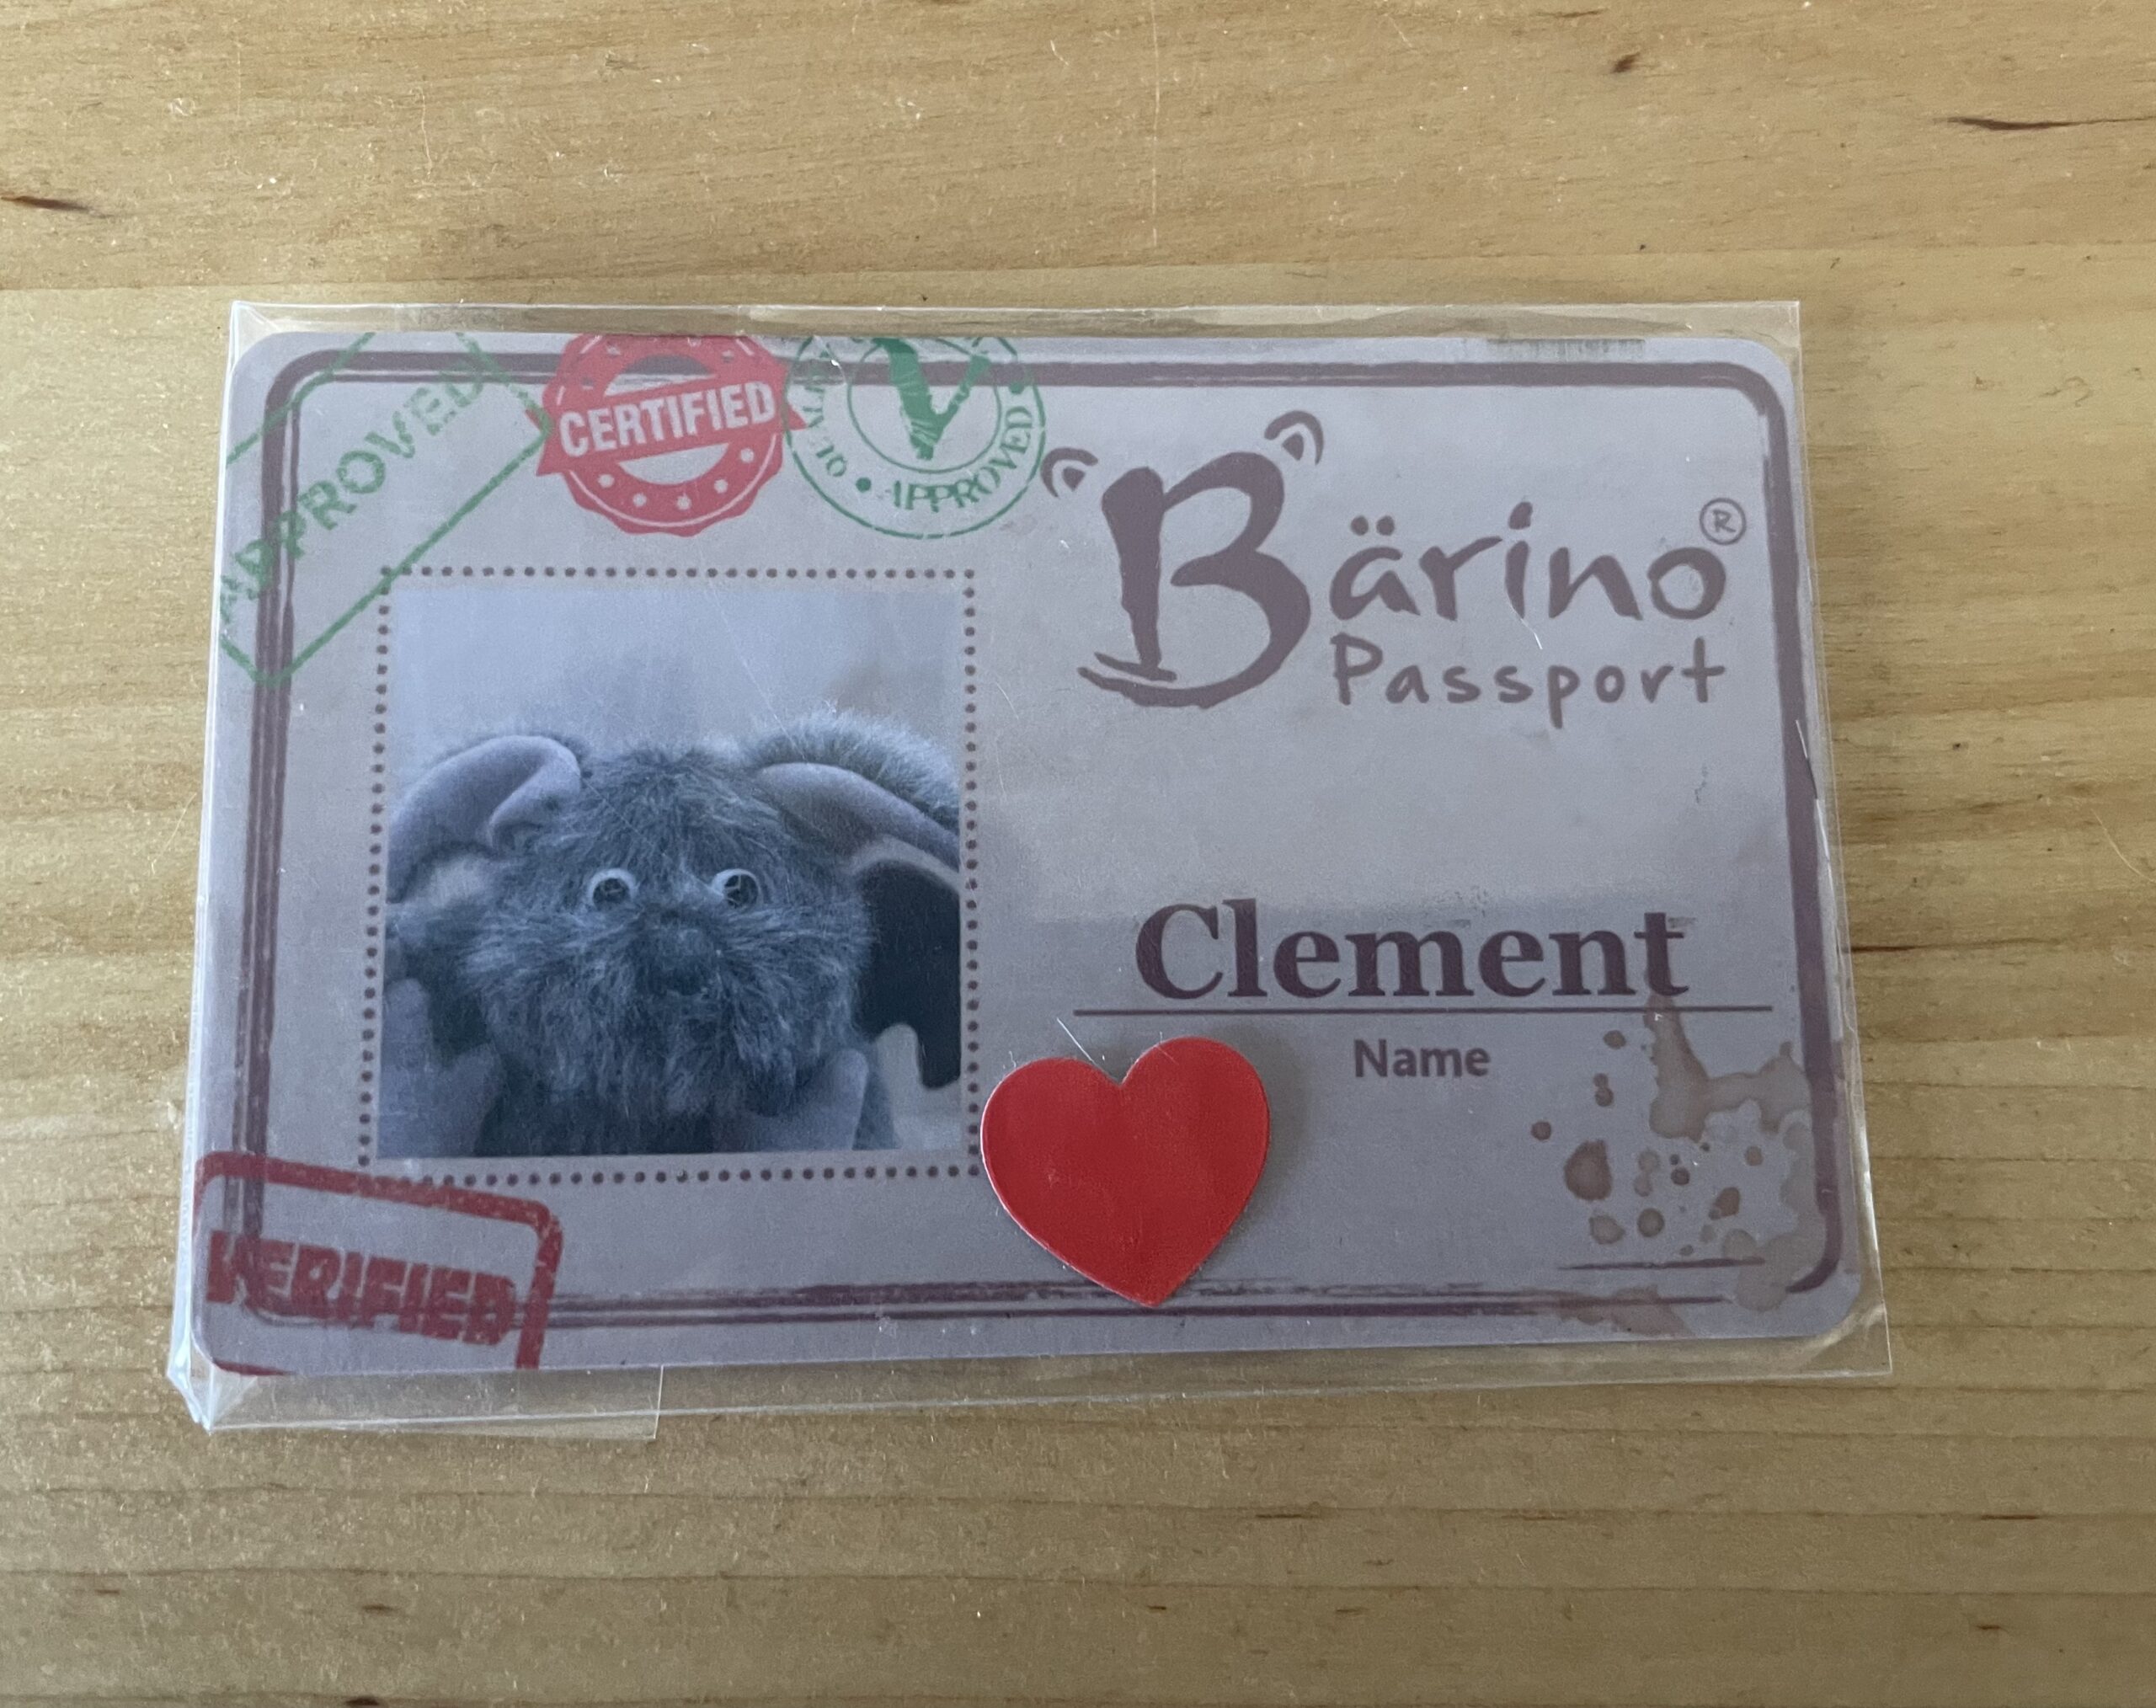 APPROVED
CERTIFIED
APPROVED
Bärino®
Passport
Clement
Name
VERIFIED